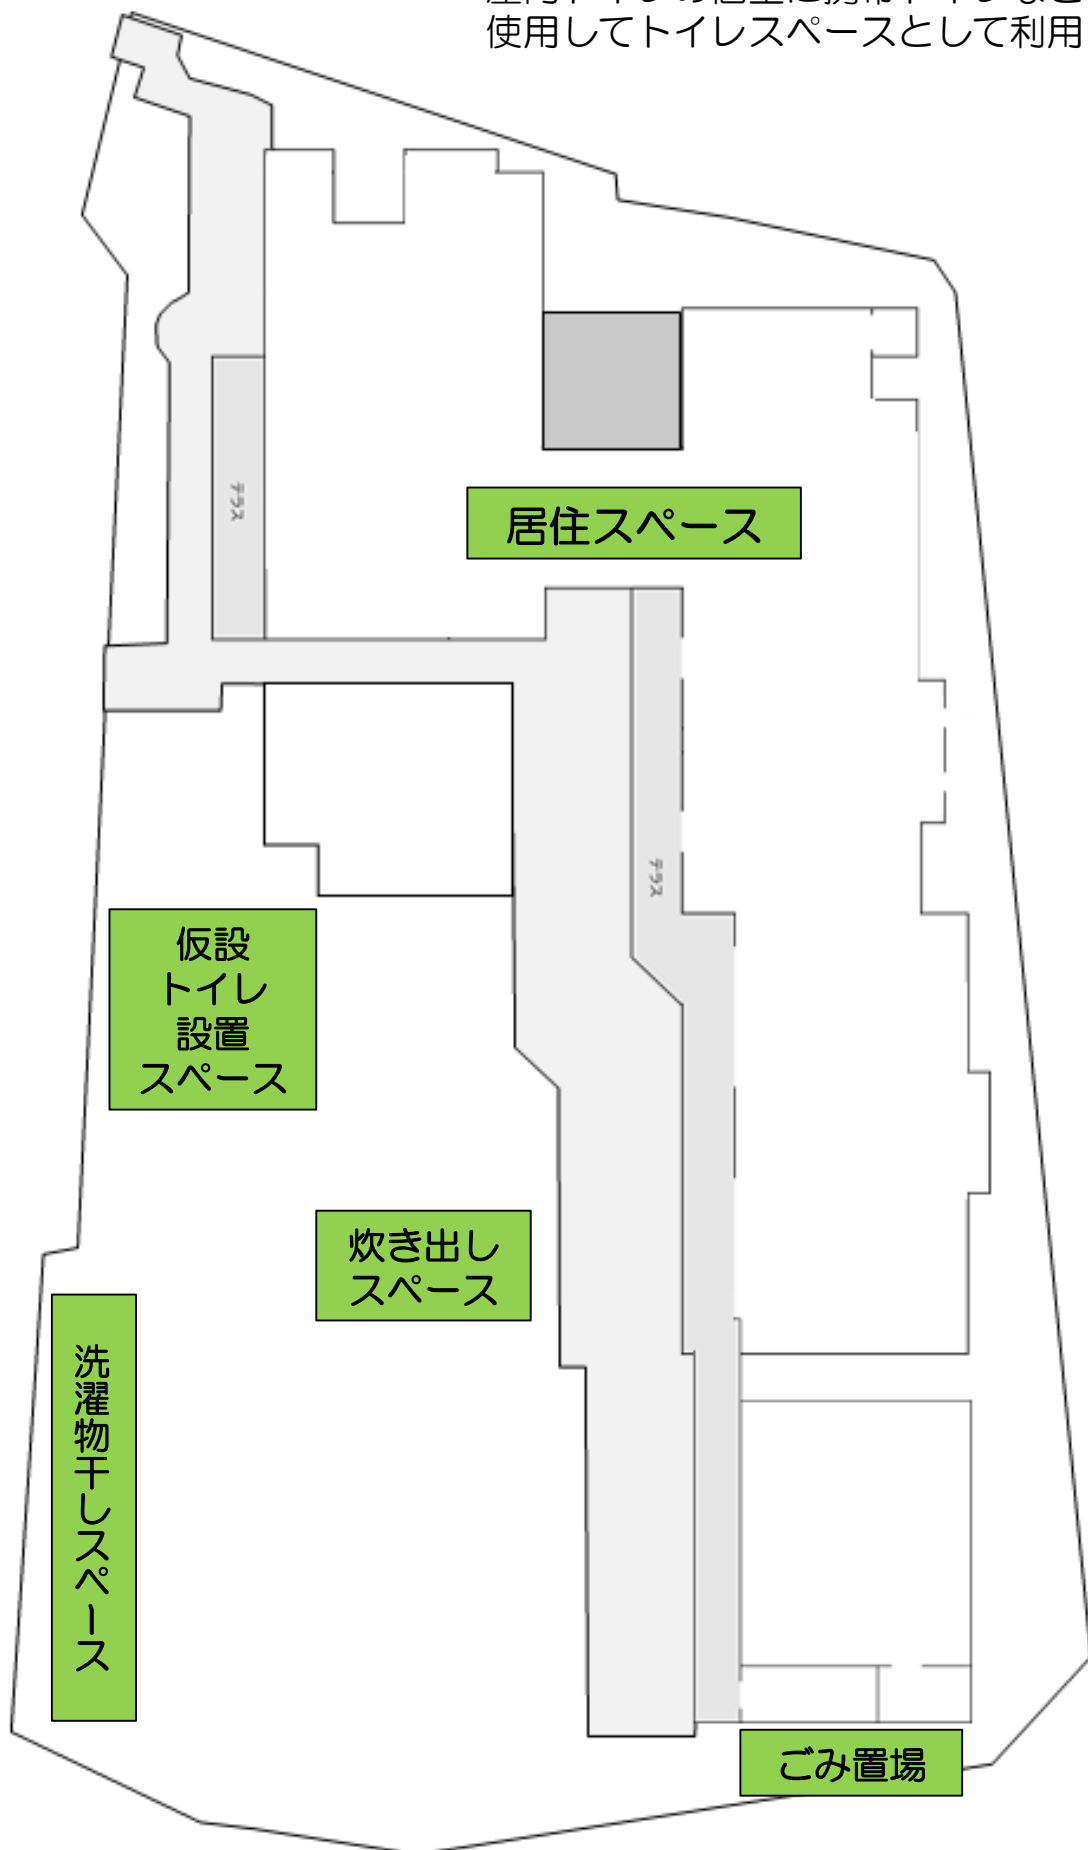 使用してトイレスペースとして利用
テラス
居住スペース
テラス
仮設
トイレ
設置
スペース
炊き出し
スペース
洗濯物干しスペース
ごみ置場